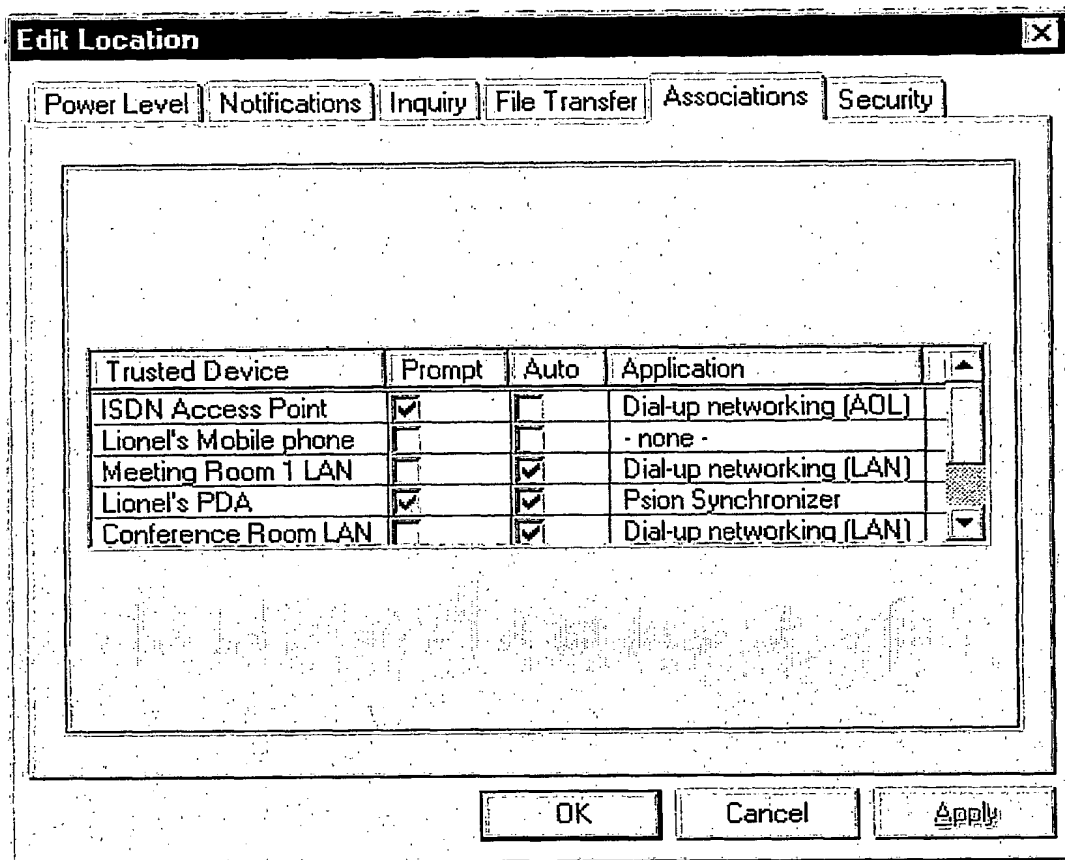 Edit Location
Power Level Notifications Inquiry File Transfer Associations Security
Trusted Device Prompt Auto Application
ISDN Access Point Dial-up networking (AOL)
Lionel's Mobile phone - none -
Meeting Room 1 LAN Dial-up networking (LAN)
Lionel's PDA Psion Synchronizer
Conference Room LAN Dial-up networking (LAN)
OK Cancel Apply